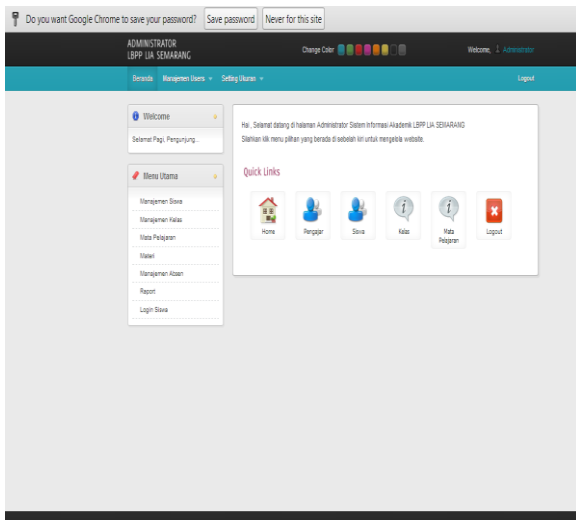 Do you want Google Chrome to save your password? Save password Never for this site
ADMINISTRATOR
LBPP LIA SEMARANG
Change Color
Welcome, Administrator
Beranda Manajemen Users Setting Ukuran Logout
Welcome
Selamat Pagi, Pengunjung...
Menu Utama
Manajemen Siswa
Manajemen Kelas
Mata Pelajaran
Materi
Manajemen Absen
Report
Login Siswa
Hai , Selamat datang di halaman Administrator Sistem Informasi Akademik LBPP LIA SEMARANG
Silahkan klik menu pilihan yang berada di sebelah kiri untuk mengelola website.
Quick Links
Home Pengajar Siswa Kelas Mata Pelajaran Logout